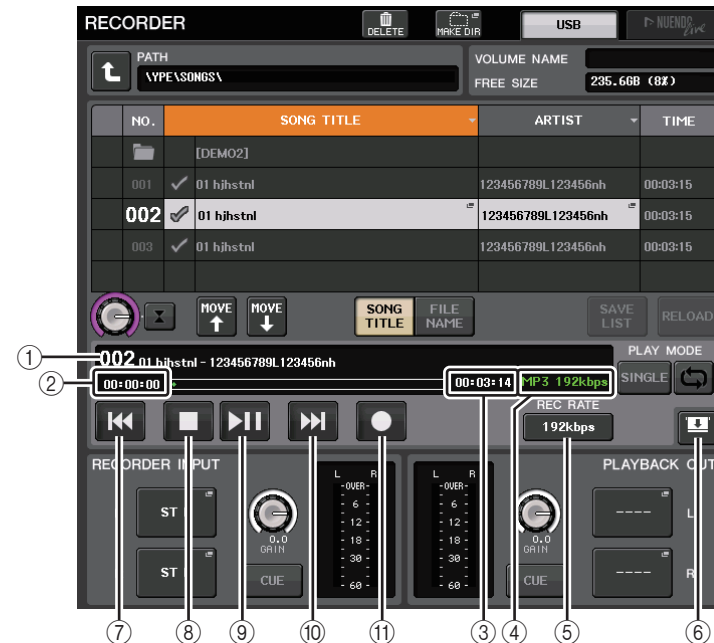 RECORDER
DELETE
MAKE DIR
USB
NUENDO Live
PATH
\YPE\SONGS\
VOLUME NAME
FREE SIZE 235.6GB (8%)
NO. SONG TITLE ARTIST TIME
[DEMO2]
001 01 hjhstnl 123456789L123456nh 00:03:15
002 01 hjhstnl 123456789L123456nh 00:03:15
003 01 hjhstnl 123456789L123456nh 00:03:15
MOVE MOVE SONG TITLE FILE NAME SAVE LIST RELOAD
① 002 01 hjhstnl - 123456789L123456nh
PLAY MODE
② 00:00:00 00:03:14 MP3 192kbps SINGLE
REC RATE
192kbps
RECORDER INPUT
PLAYBACK OUT
L R
-OVER-
6
12
18
30
60
ST
ST
0.0
GAIN
CUE
L R
-OVER-
6
12
18
30
60
0.0
GAIN
CUE
---- L
---- R
⑦ ⑧ ⑨ ⑩ ⑪ ③ ④ ⑤ ⑥